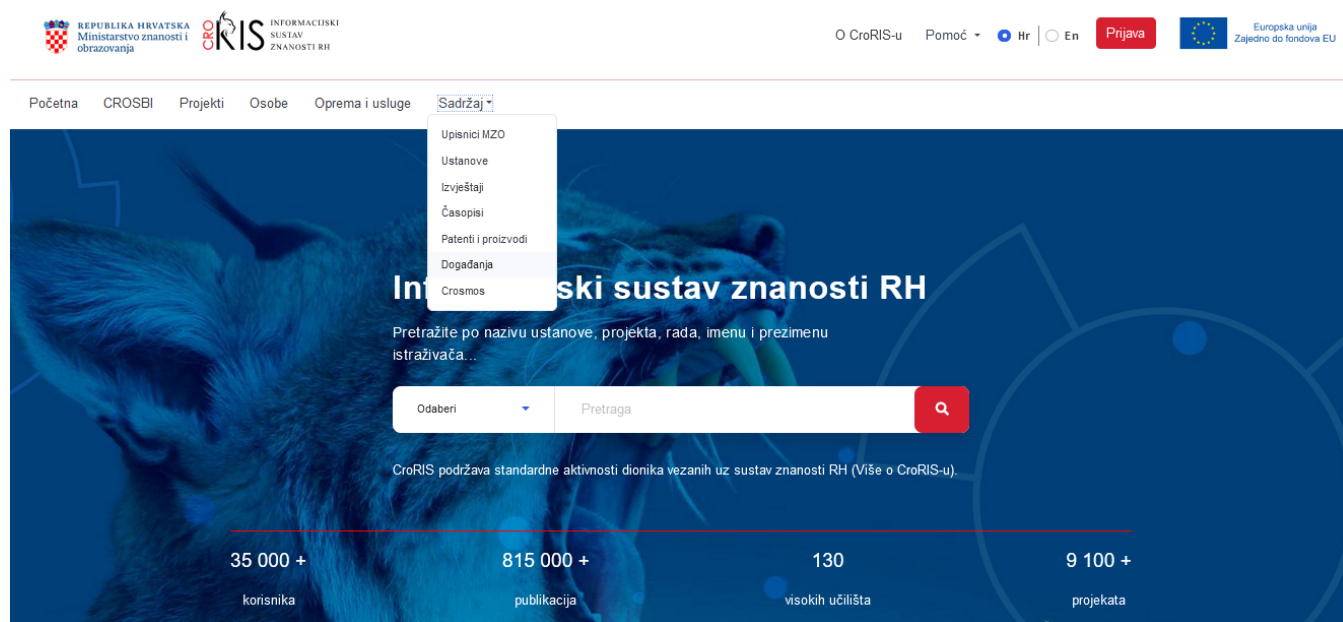 REPUBLIKA HRVATSKA
Ministarstvo znanosti i
obrazovanja
CRO
RIS
INFORMACIJSKI
SUSTAV
ZNANOSTI RH
O CroRIS-u
Pomoć
Hr
En
Prijava
Europska unija
Zajedno do fondova EU
Početna
CROSBI
Projekti
Osobe
Oprema i usluge
Sadržaj
Upisnici MZO
Ustanove
Izvještaji
Časopisi
Patenti i proizvodi
Događanja
Crosmos
In ski sustav znanosti RH
Pretražite po nazivu ustanove, projekta, rada, imenu i prezimenu
istraživača...
Odaberi
Pretraga
CroRIS podržava standardne aktivnosti dionika vezanih uz sustav znanosti RH (Više o CroRIS-u).
35 000 +
korisnika
815 000 +
publikacija
130
visokih učilišta
9 100 +
projekata